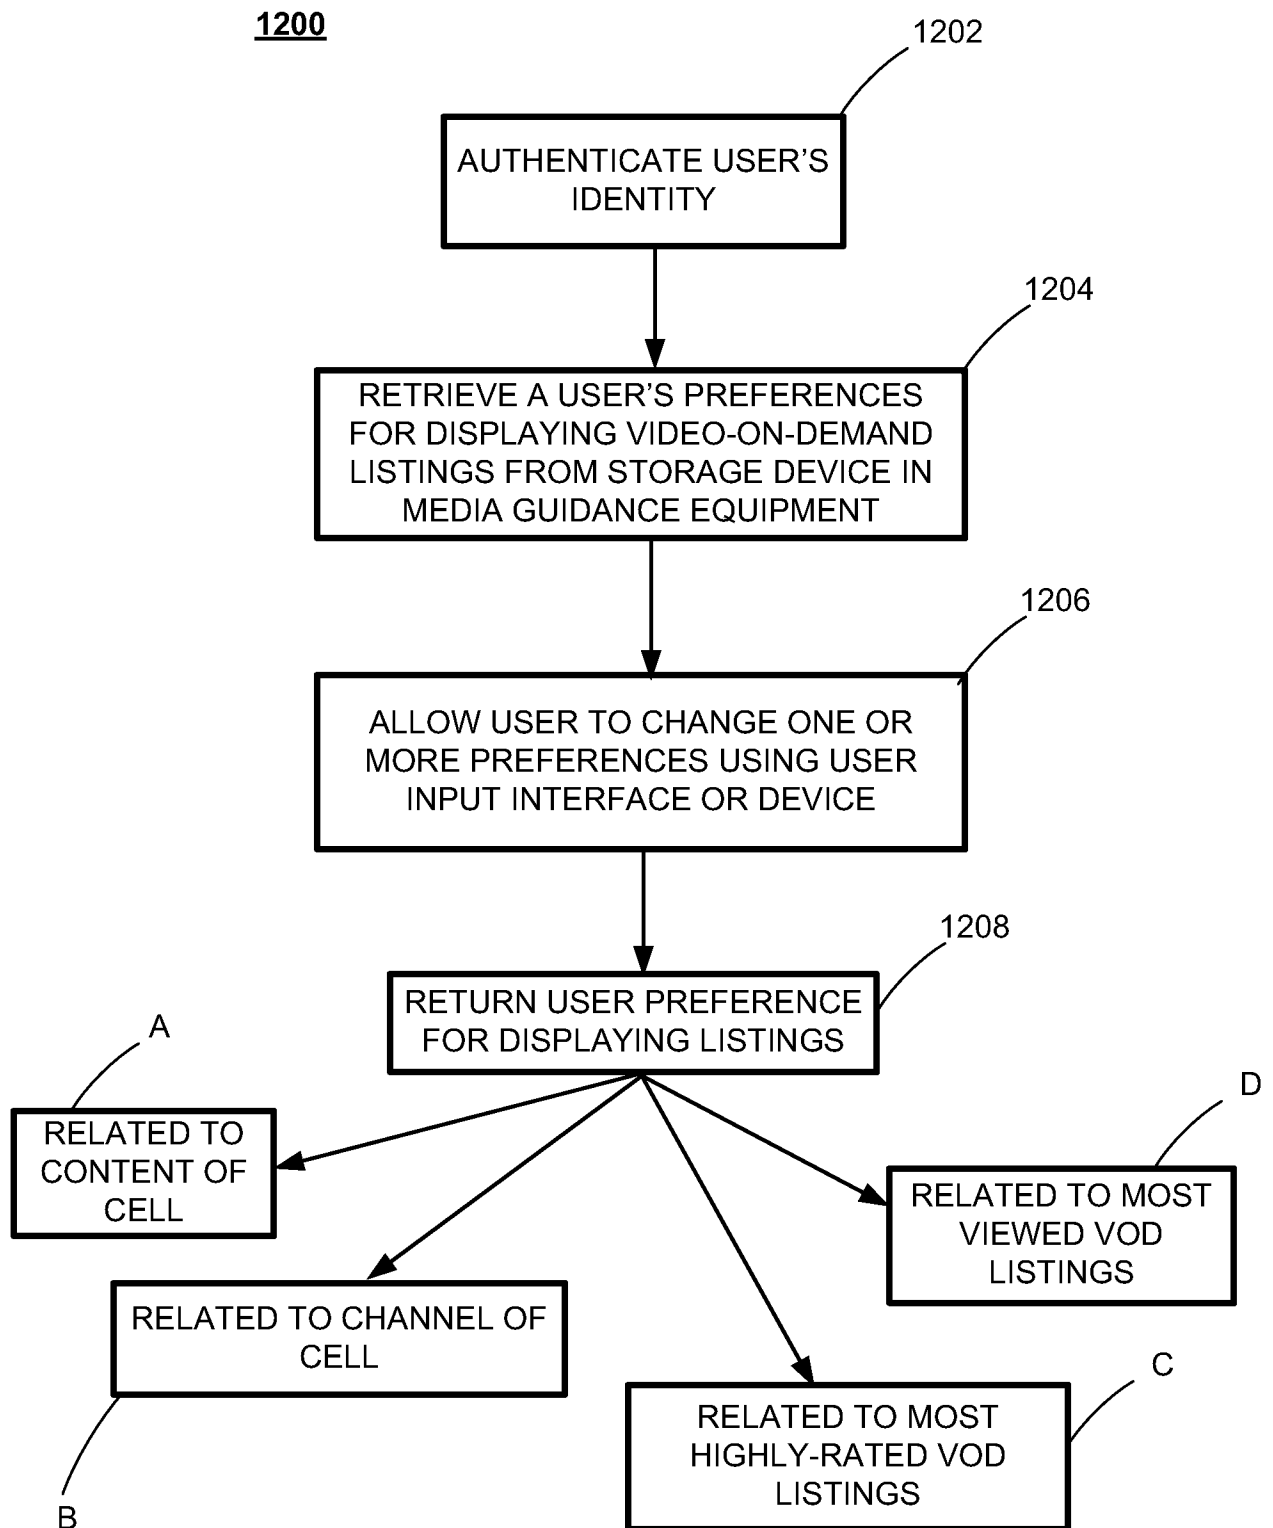 1200
1202
AUTHENTICATE USER'S
IDENTITY
1204
RETRIEVE A USER'S PREFERENCES
FOR DISPLAYING VIDEO-ON-DEMAND
LISTINGS FROM STORAGE DEVICE IN
MEDIA GUIDANCE EQUIPMENT
1206
ALLOW USER TO CHANGE ONE OR
MORE PREFERENCES USING USER
INPUT INTERFACE OR DEVICE
1208
RETURN USER PREFERENCE
FOR DISPLAYING LISTINGS
A
RELATED TO
CONTENT OF
CELL
D
RELATED TO MOST
VIEWED VOD
LISTINGS
RELATED TO CHANNEL OF
CELL
B
C
RELATED TO MOST
HIGHLY-RATED VOD
LISTINGS